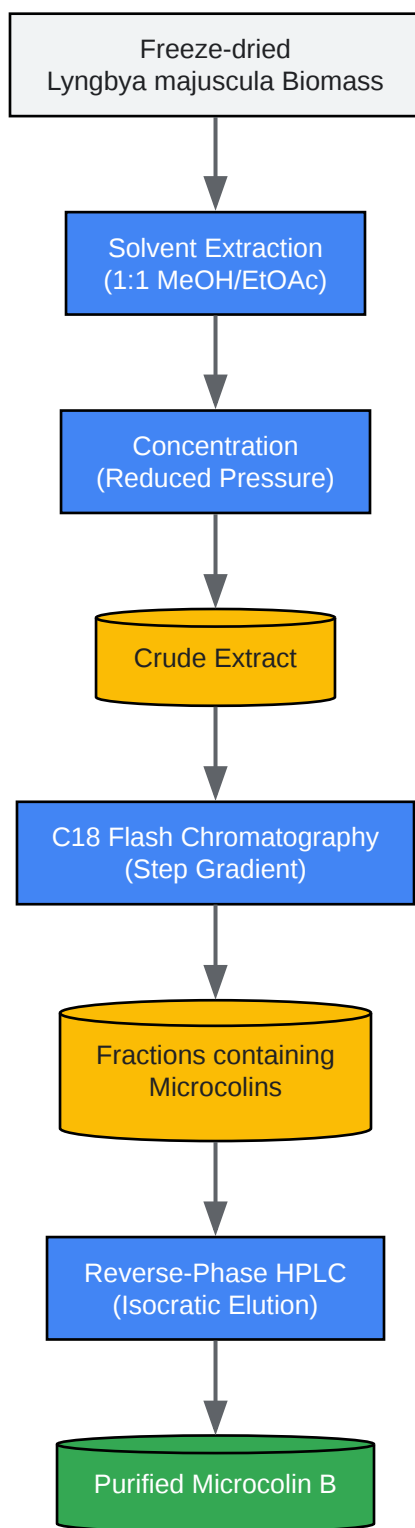 Freeze-dried
Lyngbya majuscula Biomass
Solvent Extraction
(1:1 MeOH/EtOAc)
Concentration
(Reduced Pressure)
Crude Extract
C18 Flash Chromatography
(Step Gradient)
Fractions containing
Microcolins
Reverse-Phase HPLC
(Isocratic Elution)
Purified Microcolin B